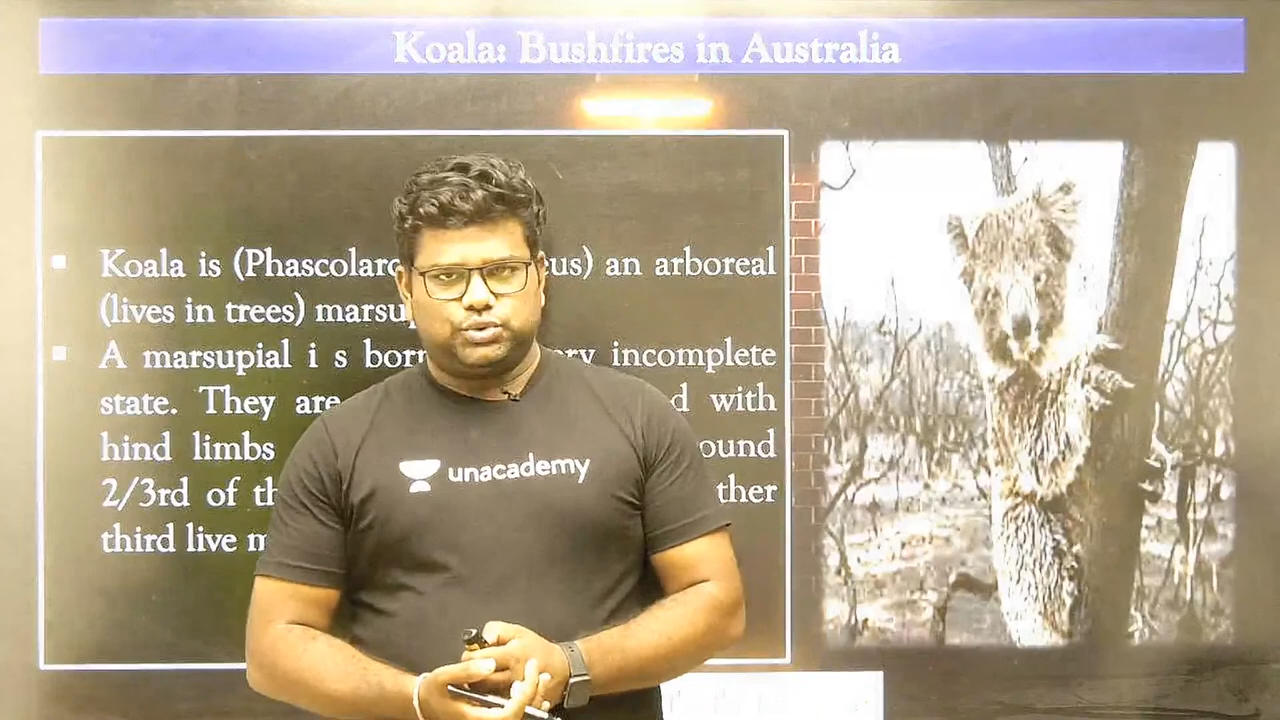 Koala: Bushfires in Australia
Koala is (Phascolarc cus) an arboreal
(lives in trees) marsu
A marsupial i s born ery incomplete
state. They are d with
hind limbs ound
2/3rd of th ther
third live m
unacademy